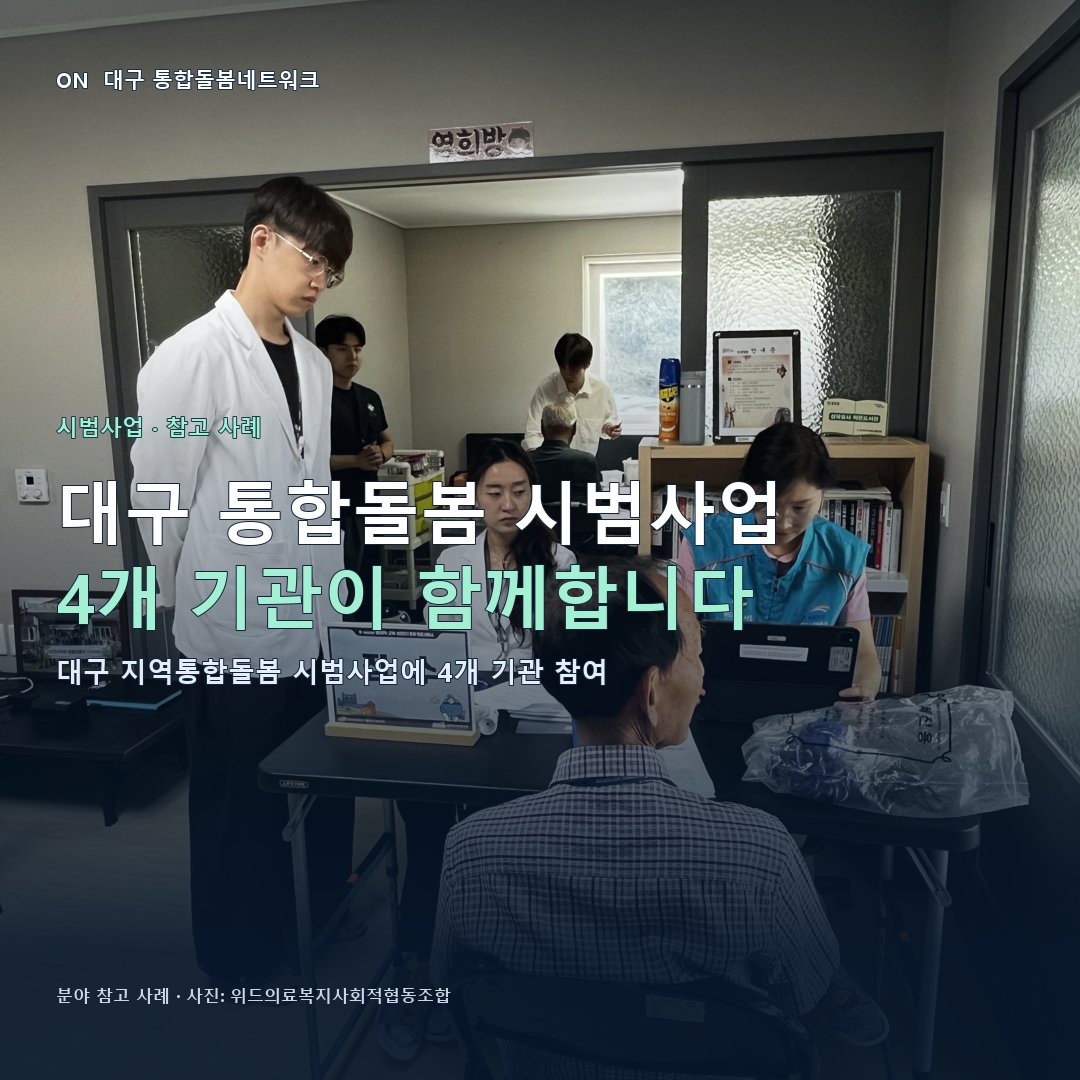 ON 대구 통합돌봄네트워크
영희방
시범사업 · 참고 사례
대구 통합돌봄 시범사업
4개 기관이 함께합니다
대구 지역통합돌봄 시범사업에 4개 기관 참여
LIFETIME
분야 참고 사례 · 사진: 위드의료복지사회적협동조합